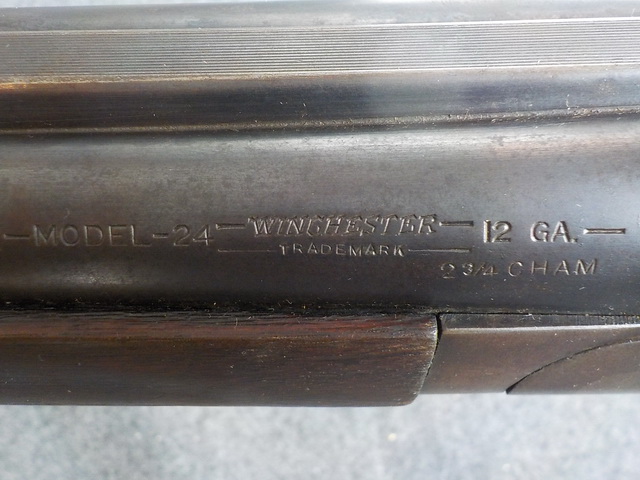 —MODEL-24— WINCHESTER — 12 GA.—
TRADEMARK
2 3/4 CHAM